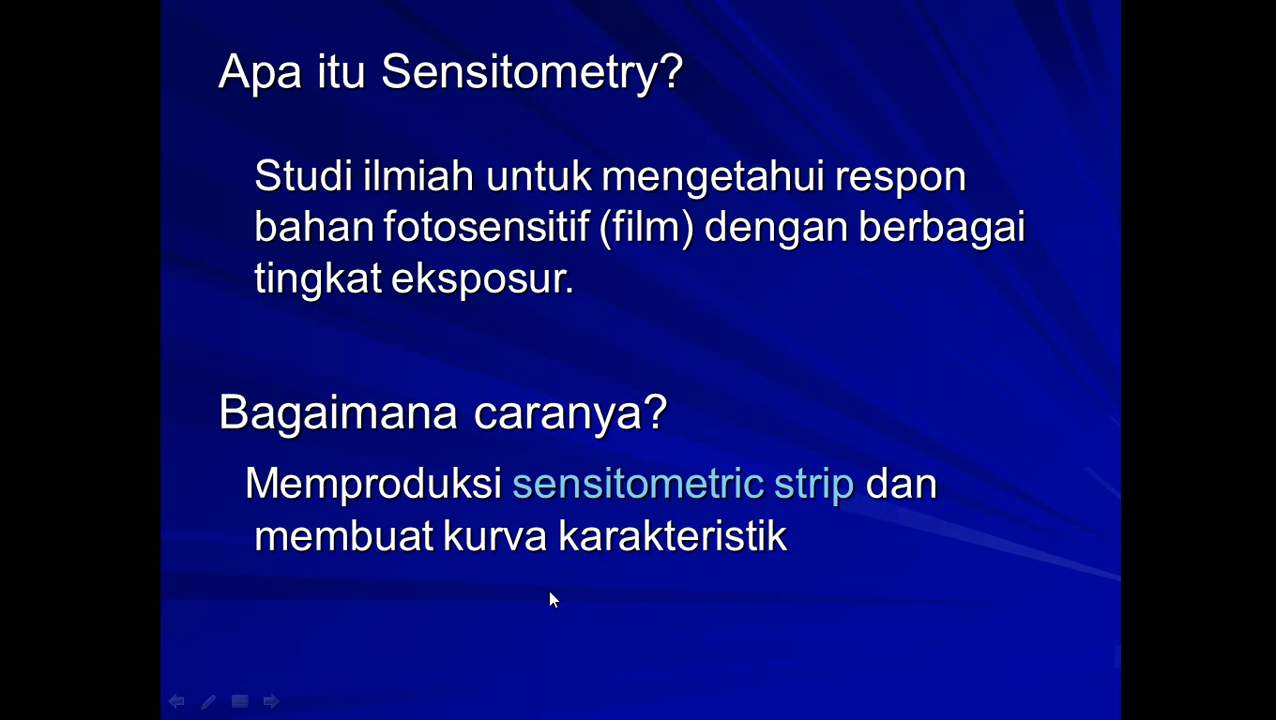 Apa itu Sensitometry?
Studi ilmiah untuk mengetahui respon
bahan fotosensitif (film) dengan berbagai
tingkat eksposur.
Bagaimana caranya?
Memproduksi sensitometric strip dan
membuat kurva karakteristik